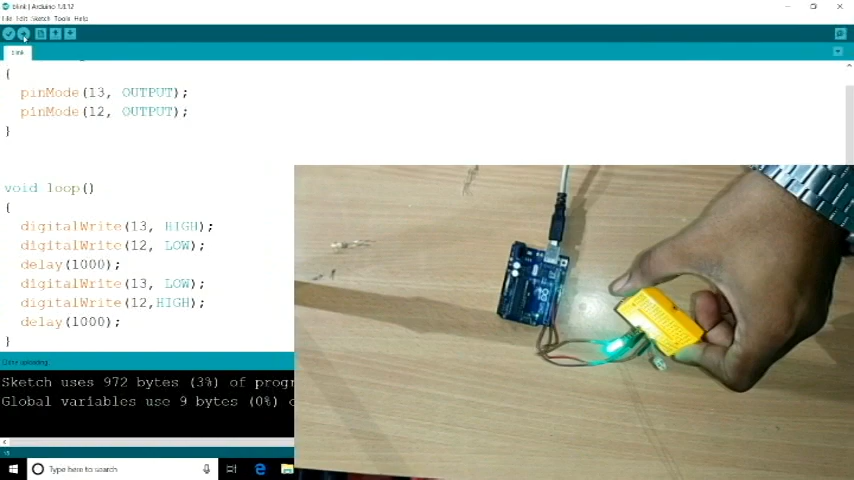 blink | Arduino 1.8.12
File Edit Sketch Tools Help
blink
{
pinMode(13, OUTPUT);
pinMode(12, OUTPUT);
}
void loop()
{
digitalWrite(13, HIGH);
digitalWrite(12, LOW);
delay(1000);
digitalWrite(13, LOW);
digitalWrite(12,HIGH);
delay(1000);
}
Done uploading.
Sketch uses 972 bytes (3%) of progr
Global variables use 9 bytes (0%)
Type here to search